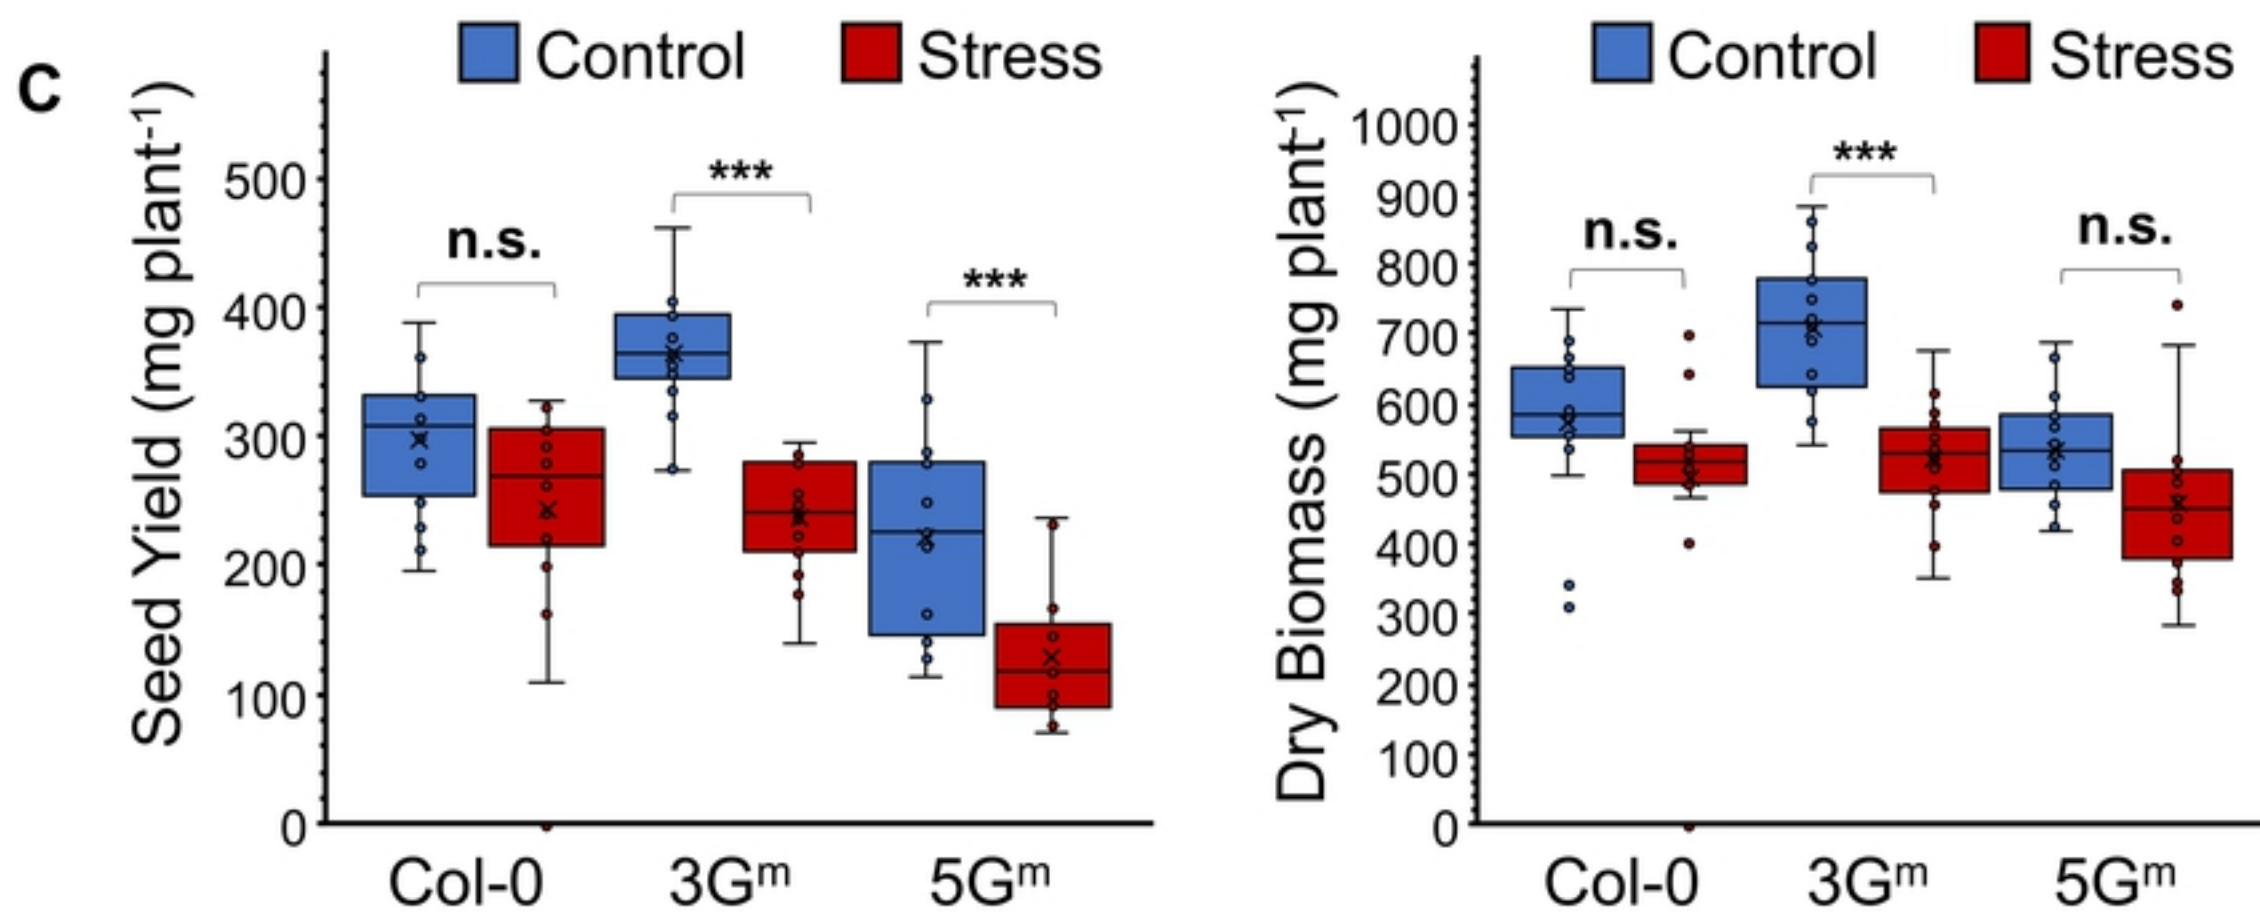 C
Control Stress
Seed Yield (mg plant⁻¹)
500
400
300
200
100
0
n.s.
***
***
Col-0 3Gᵐ 5Gᵐ
Control Stress
Dry Biomass (mg plant⁻¹)
1000
900
800
700
600
500
400
300
200
100
0
n.s.
***
n.s.
Col-0 3Gᵐ 5Gᵐ